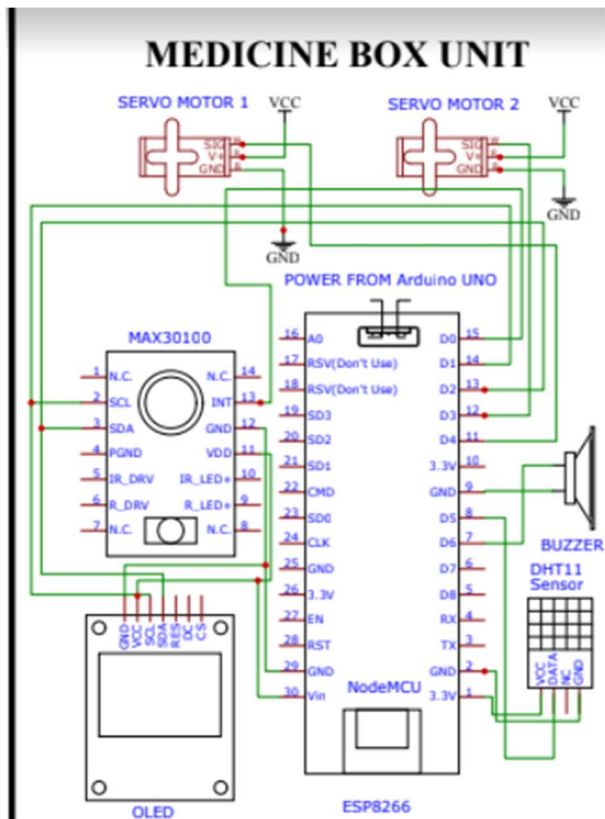 MEDICINE BOX UNIT
SERVO MOTOR 1
VCC
SERVO MOTOR 2
VCC
SIG W
V+ R
GND B
SIG W
V+ R
GND B
GND
GND
POWER FROM Arduino UNO
MAX30100
1 N.C. N.C. 14
2 SCL INT 13
3 SDA GND 12
4 PGND VDD 11
5 IR_DRV IR_LED+ 10
6 R_DRV R_LED+ 9
7 N.C. N.C. 8
16 A0 D0 15
17 RSV(Don't Use) D1 14
18 RSV(Don't Use) D2 13
19 SD3 D3 12
20 SD2 D4 11
21 SD1 3.3V 10
22 CMD GND 9
23 SD0 D5 8
24 CLK D6 7
25 GND D7 6
26 3.3V D8 5
27 EN RX 4
28 RST TX 3
29 GND GND 2
30 Vin 3.3V 1
NodeMCU
ESP8266
BUZZER
DHT11
Sensor
VCC
DATA
NC
GND
GND
VCC
SCL
SDA
RES
DC
CS
OLED